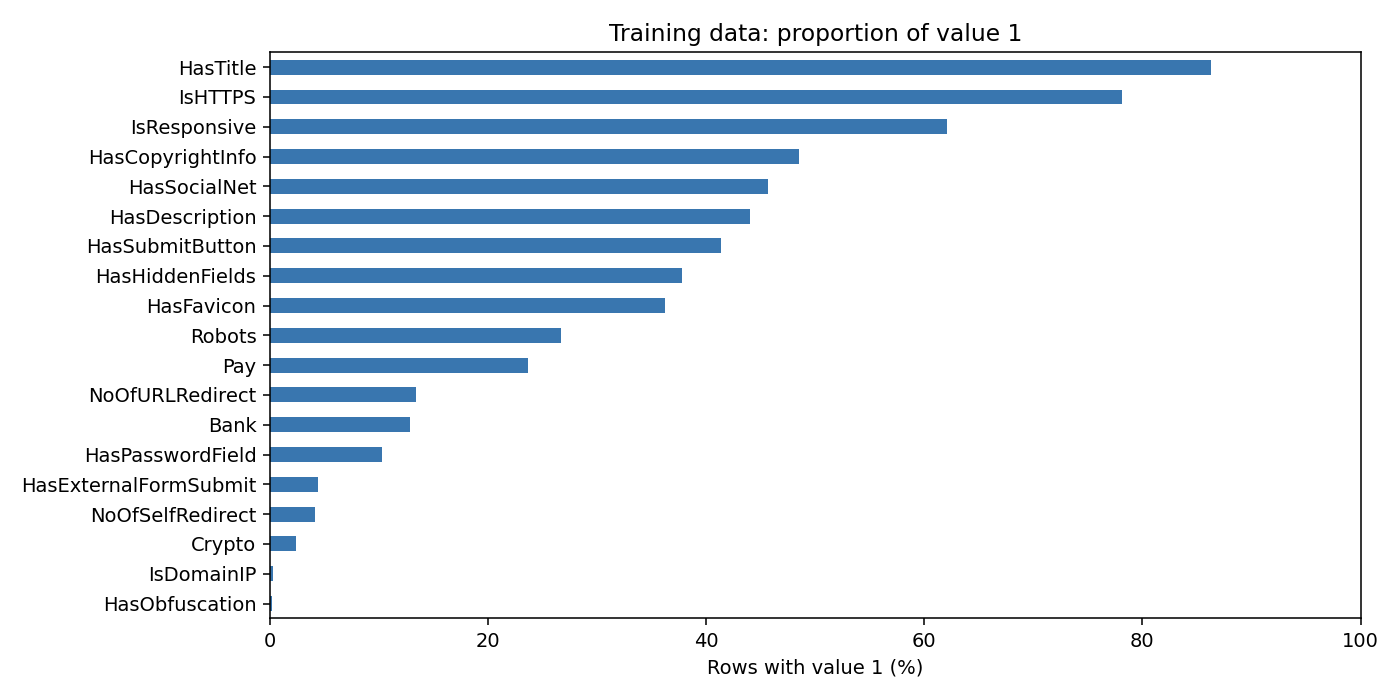 Training data: proportion of value 1
HasTitle
IsHTTPS
IsResponsive
HasCopyrightInfo
HasSocialNet
HasDescription
HasSubmitButton
HasHiddenFields
HasFavicon
Robots
Pay
NoOfURLRedirect
Bank
HasPasswordField
HasExternalFormSubmit
NoOfSelfRedirect
Crypto
IsDomainIP
HasObfuscation
0 20 40 60 80 100
Rows with value 1 (%)